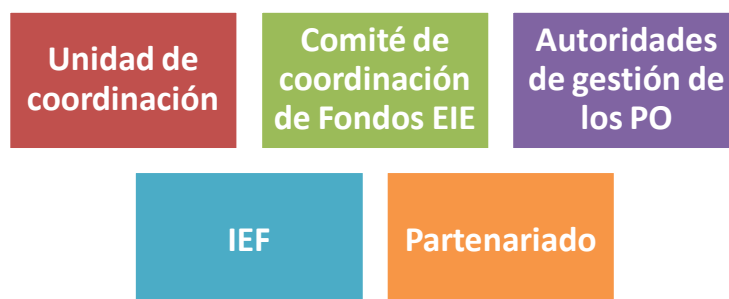 Unidad de
coordinación
Comité de
coordinación
de Fondos EIE
Autoridades
de gestión de
los PO
IEF
Partenariado